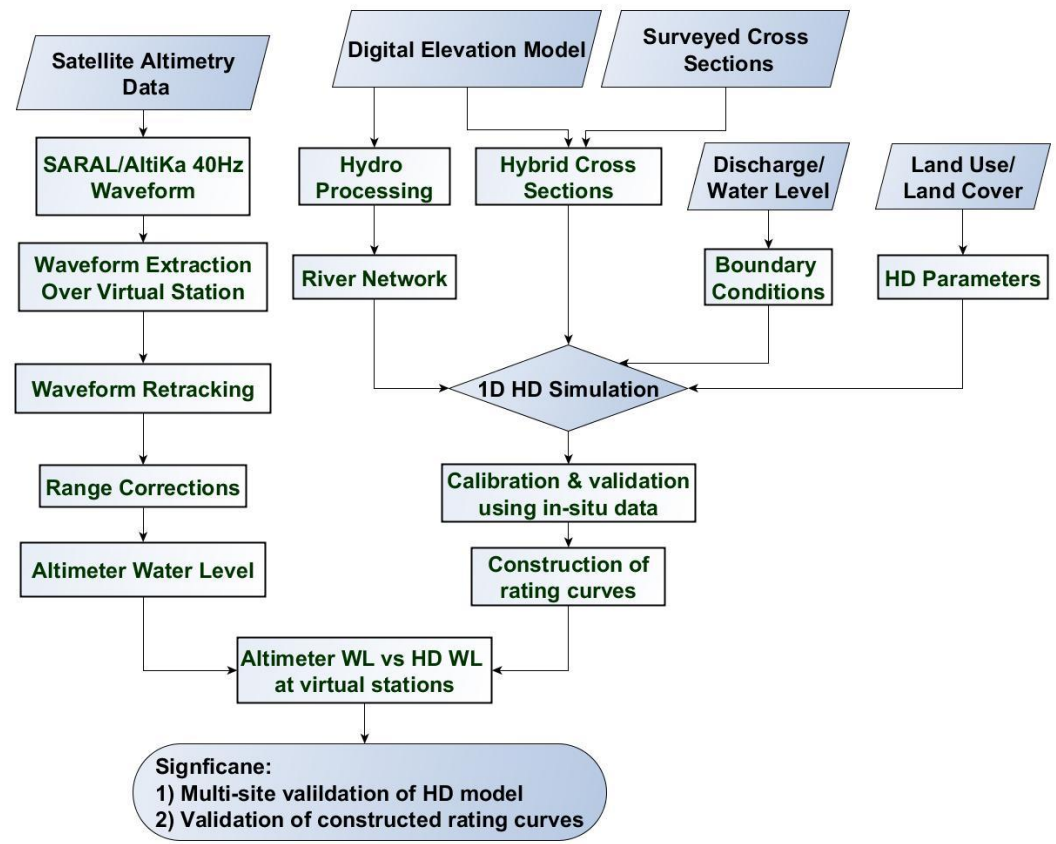 Satellite Altimetry
Data
Digital Elevation Model
Surveyed Cross
Sections
SARAL/AltiKa 40Hz
Waveform
Hydro
Processing
Hybrid Cross
Sections
Discharge/
Water Level
Land Use/
Land Cover
Waveform Extraction
Over Virtual Station
River Network
Boundary
Conditions
HD Parameters
Waveform Retracking
1D HD Simulation
Range Corrections
Calibration & validation
using in-situ data
Altimeter Water Level
Construction of
rating curves
Altimeter WL vs HD WL
at virtual stations
Signficane:
1) Multi-site valildation of HD model
2) Validation of constructed rating curves